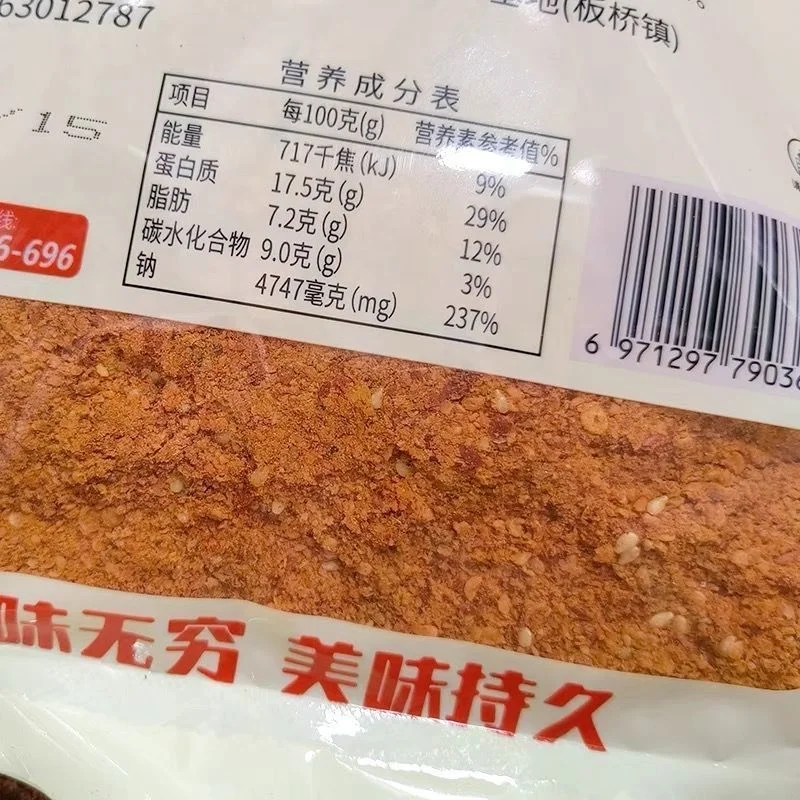 63012787
基地(板桥镇)
营养成分表
项目 每100克(g) 营养素参考值%
能量 717千焦(kJ) 9%
蛋白质 17.5克(g) 29%
脂肪 7.2克(g) 12%
碳水化合物 9.0克(g) 3%
钠 4747毫克(mg) 237%
15
线:
6-696
6 971297 79036
味无穷 美味持久